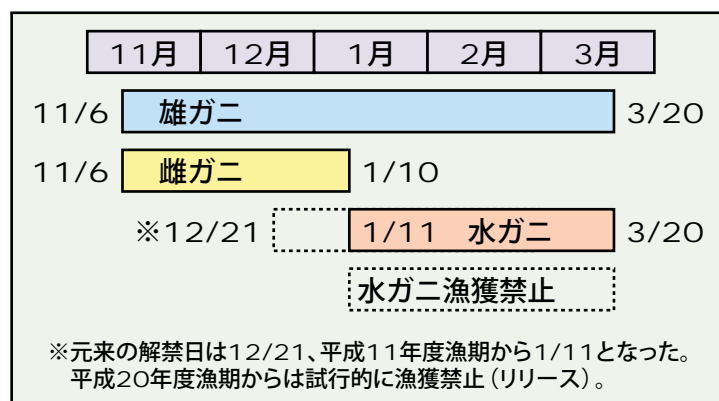 11月 12月 1月 2月 3月
11/6 雄ガニ 3/20
11/6 雌ガニ 1/10
※12/21 1/11 水ガニ 3/20
水ガニ漁獲禁止
※元来の解禁日は12/21、平成11年度漁期から1/11となった。
平成20年度漁期からは試行的に漁獲禁止(リリース)。